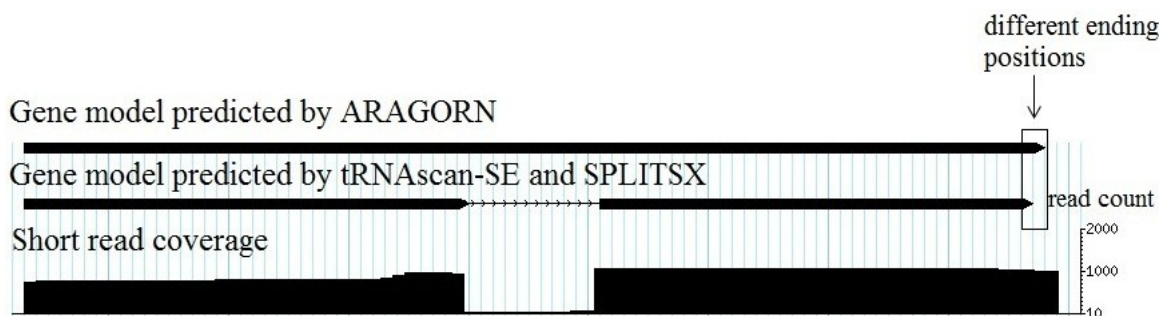 different ending
positions
Gene model predicted by ARAGORN
Gene model predicted by tRNAscan-SE and SPLITSX
read count
Short read coverage
2000
1000
10